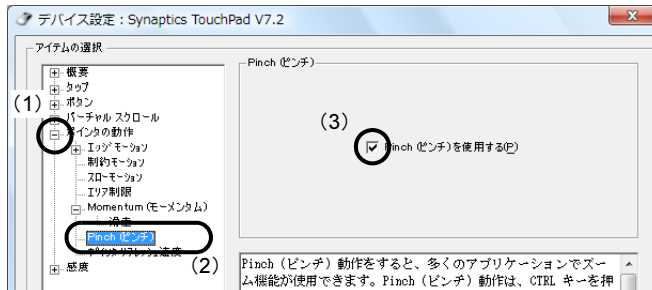 デバイス設定：Synaptics TouchPad V7.2
アイテムの選択
概要
タップ
(1)
ボタン
バーチャル スクロール
ポインタの動作
エッジモーション
制約モーション
スローモーション
エリア制限
Momentum (モーメンタム)
滑走
Pinch (ピンチ)
(2)
感度
Pinch (ピンチ)
(3)
Pinch (ピンチ)を使用する(P)
Pinch (ピンチ) 動作をすると、多くのアプリケーションでズー
ム機能が使用できます。Pinch (ピンチ) 動作は、CTRL キーを押